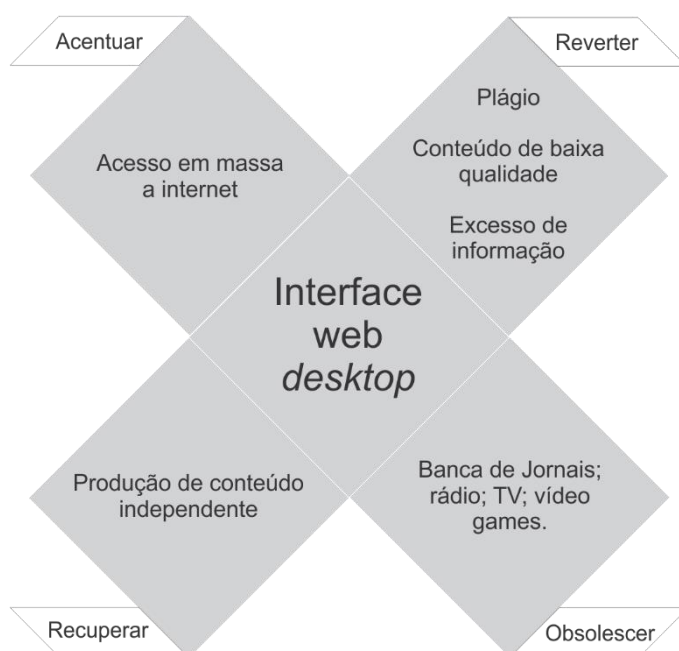 Acentuar
Reverter
Plágio
Conteúdo de baixa
qualidade
Excesso de
informação
Acesso em massa
a internet
Interface
web
desktop
Produção de conteúdo
independente
Banca de Jornais;
rádio; TV; vídeo
games.
Recuperar
Obsolescer